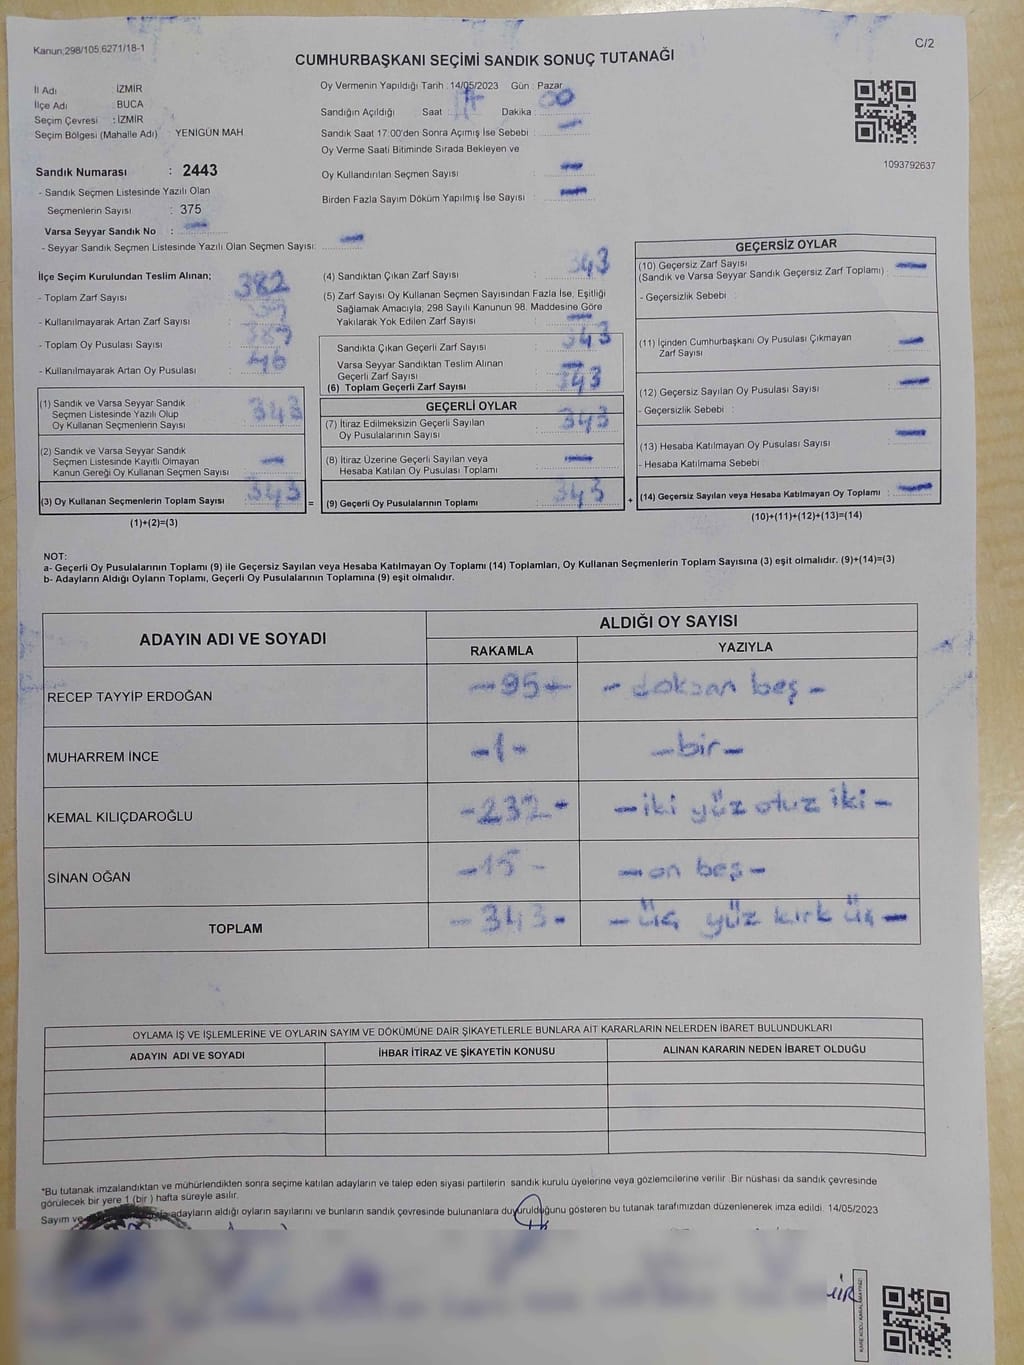 Kanun:298/105,6271/18-1
C/2
CUMHURBAŞKANI SEÇİMİ SANDIK SONUÇ TUTANAĞI
İl Adı İZMİR
İlçe Adı BUCA
Seçim Çevresi : İZMİR
Seçim Bölgesi (Mahalle Adı) : YENİGÜN MAH
Oy Vermenin Yapıldığı Tarih : 14/05/2023 Gün : Pazar
Sandığın Açıldığı Saat 17 Dakika : 00
Sandık Saat 17:00'den Sonra Açımış İse Sebebi : -
Oy Verme Saati Bitiminde Sırada Bekleyen ve
Oy Kullandırılan Seçmen Sayısı : -
Birden Fazla Sayım Döküm Yapılmış İse Sayısı : -
1093792637
Sandık Numarası : 2443
- Sandık Seçmen Listesinde Yazılı Olan
Seçmenlerin Sayısı : 375
Varsa Seyyar Sandık No : -
- Seyyar Sandık Seçmen Listesinde Yazılı Olan Seçmen Sayısı: -
İlçe Seçim Kurulundan Teslim Alınan;
- Toplam Zarf Sayısı : 382
- Kullanılmayarak Artan Zarf Sayısı :
- Toplam Oy Pusulası Sayısı : 389
- Kullanılmayarak Artan Oy Pusulası : 46
(1) Sandık ve Varsa Seyyar Sandık
Seçmen Listesinde Yazılı Olup
Oy Kullanan Seçmenlerin Sayısı : 343
(2) Sandık ve Varsa Seyyar Sandık
Seçmen Listesinde Kayıtlı Olmayan
Kanun Gereği Oy Kullanan Seçmen Sayısı : -
(3) Oy Kullanan Seçmenlerin Toplam Sayısı : 343 =
(1)+(2)=(3)
(4) Sandıktan Çıkan Zarf Sayısı : 343
(5) Zarf Sayısı Oy Kullanan Seçmen Sayısından Fazla İse, Eşitliği
Sağlamak Amacıyla, 298 Sayılı Kanunun 98. Maddesine Göre
Yakılarak Yok Edilen Zarf Sayısı : -
Sandıkta Çıkan Geçerli Zarf Sayısı : 343
Varsa Seyyar Sandıktan Teslim Alınan
Geçerli Zarf Sayısı : -
(6) Toplam Geçerli Zarf Sayısı : 343
GEÇERLİ OYLAR
(7) İtiraz Edilmeksizin Geçerli Sayılan
Oy Pusulalarının Sayısı : 343
(8) İtiraz Üzerine Geçerli Sayılan veya
Hesaba Katılan Oy Pusulası Toplamı : -
(9) Geçerli Oy Pusulalarının Toplamı : 343 +
GEÇERSİZ OYLAR
(10) Geçersiz Zarf Sayısı
(Sandık ve Varsa Seyyar Sandık Geçersiz Zarf Toplamı) : -
- Geçersizlik Sebebi :
(11) İçinden Cumhurbaşkanı Oy Pusulası Çıkmayan
Zarf Sayısı : -
(12) Geçersiz Sayılan Oy Pusulası Sayısı : -
- Geçersizlik Sebebi :
(13) Hesaba Katılmayan Oy Pusulası Sayısı : -
- Hesaba Katılmama Sebebi :
(14) Geçersiz Sayılan veya Hesaba Katılmayan Oy Toplamı : -
(10)+(11)+(12)+(13)=(14)
NOT:
a- Geçerli Oy Pusulalarının Toplamı (9) ile Geçersiz Sayılan veya Hesaba Katılmayan Oy Toplamı (14) Toplamları, Oy Kullanan Seçmenlerin Toplam Sayısına (3) eşit olmalıdır. (9)+(14)=(3)
b- Adayların Aldığı Oyların Toplamı, Geçerli Oy Pusulalarının Toplamına (9) eşit olmalıdır.
ADAYIN ADI VE SOYADI ALDIĞI OY SAYISI
RAKAMLA YAZIYLA
RECEP TAYYİP ERDOĞAN -95- - doksan beş -
MUHARREM İNCE -1- -bir-
KEMAL KILIÇDAROĞLU -232- -iki yüz otuz iki-
SİNAN OĞAN -15- -on beş-
TOPLAM -343- -üç yüz kırk üç-
OYLAMA İŞ VE İŞLEMLERİNE VE OYLARIN SAYIM VE DÖKÜMÜNE DAİR ŞİKAYETLERLE BUNLARA AİT KARARLARIN NELERDEN İBARET BULUNDUKLARI
ADAYIN ADI VE SOYADI İHBAR İTİRAZ VE ŞİKAYETİN KONUSU ALINAN KARARIN NEDEN İBARET OLDUĞU
*Bu tutanak imzalandıktan ve mühürlendikten sonra seçime katılan adayların ve talep eden siyasi partilerin sandık kurulu üyelerine veya gözlemcilerine verilir. Bir nüshası da sandık çevresinde
görülecek bir yere 1 (bir ) hafta süreyle asılır.
Sayım ve adayların aldığı oyların sayılarını ve bunların sandık çevresinde bulunanlara duyurulduğunu gösteren bu tutanak tarafımızdan düzenlenerek imza edildi. 14/05/2023